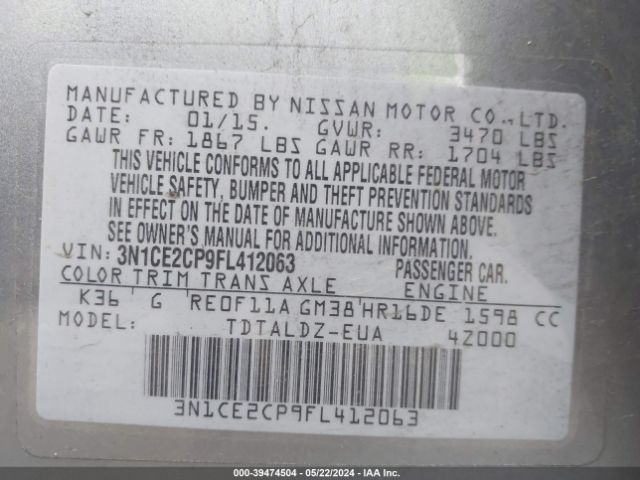 MANUFACTURED BY NISSAN MOTOR CO., LTD.
DATE: 01/15. GVWR: 3470 LBS
GAWR FR: 1867 LBS GAWR RR: 1704 LBS
THIS VEHICLE CONFORMS TO ALL APPLICABLE FEDERAL MOTOR
VEHICLE SAFETY, BUMPER AND THEFT PREVENTION STANDARDS
IN EFFECT ON THE DATE OF MANUFACTURE SHOWN ABOVE.
SEE OWNER'S MANUAL FOR ADDITIONAL INFORMATION.
VIN: 3N1CE2CP9FL412063 PASSENGER CAR.
COLOR TRIM TRANS AXLE ENGINE
K36 G RE0F11A GM38 HR16DE 1598 CC
MODEL: TDTALDZ-EUA 4Z000
3N1CE2CP9FL412063
000-39474504 - 05/22/2024 - IAA, Inc.